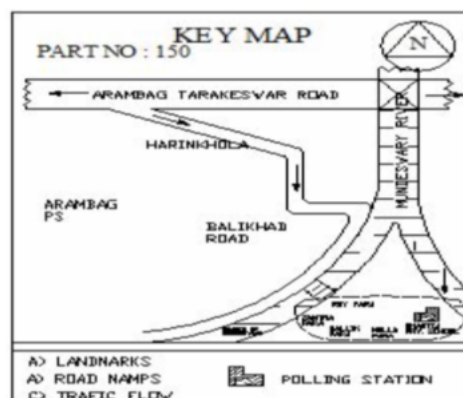 KEY MAP
PART NO : 150
N
ARAMBAG TARAKESVAR ROAD
HARINKHOLA
MUNDESVARY RIVER
ARAMBAG
PS
BALIKHAD
ROAD
A) LANDNARKS
A) ROAD NAMPS
C) TRAFIC FLOW
POLLING STATION